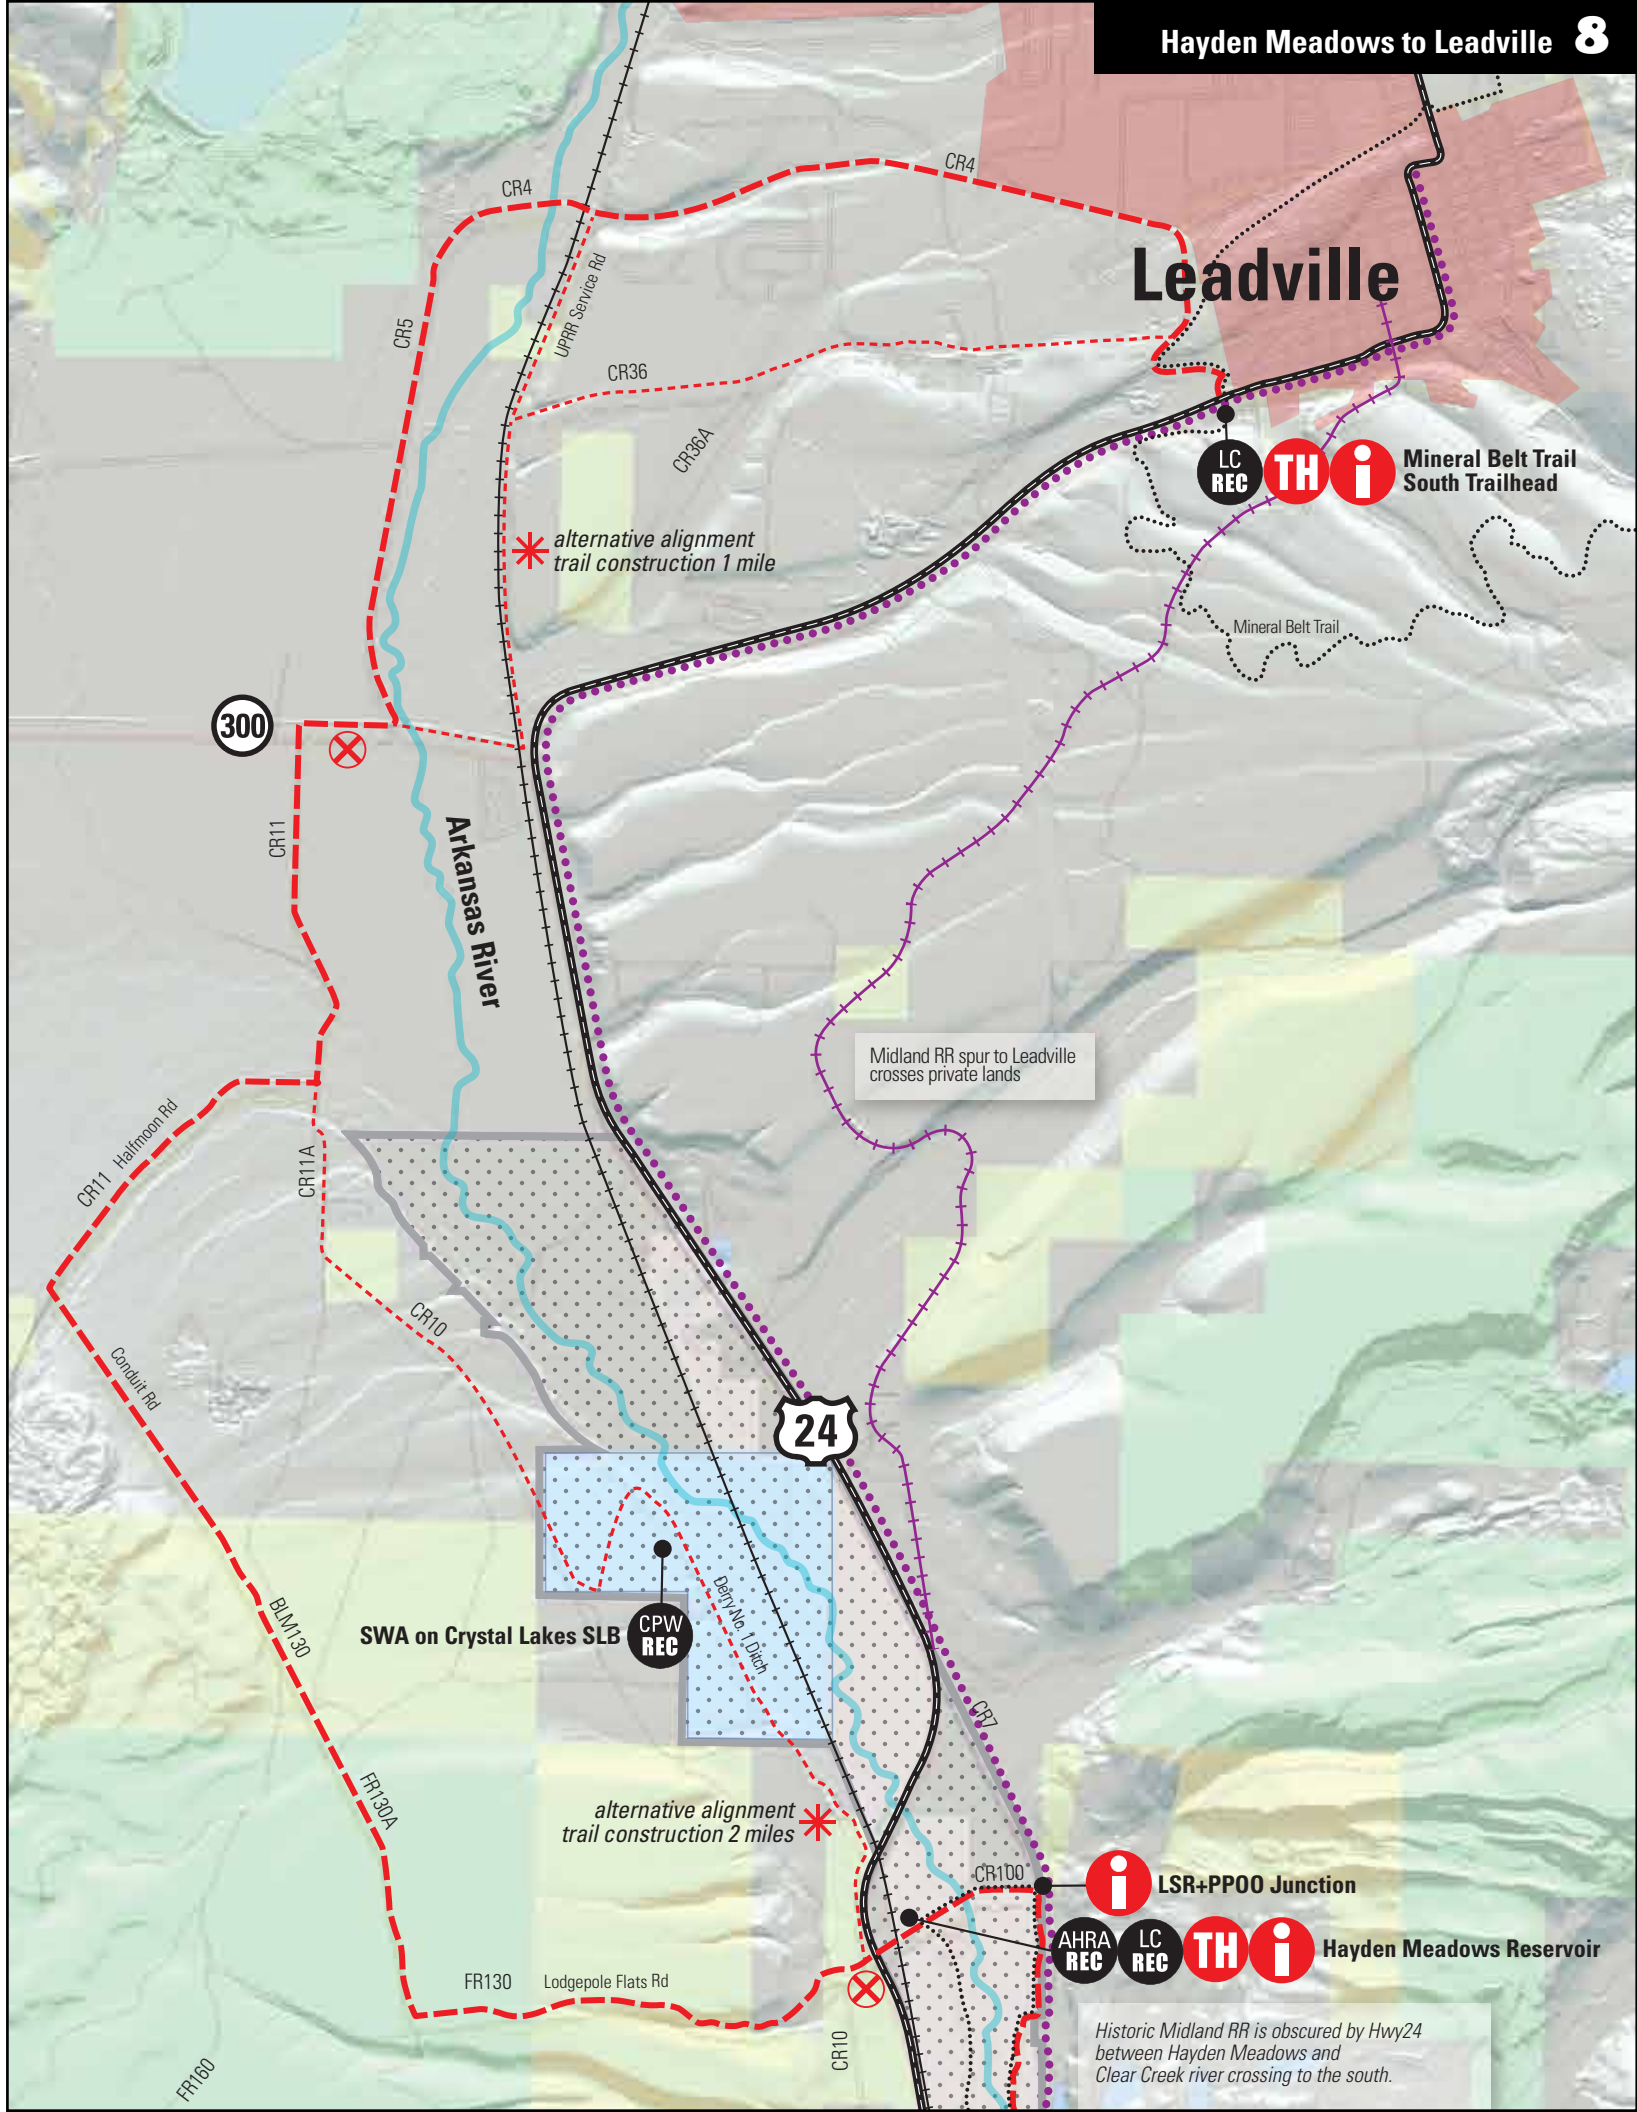 Hayden Meadows to Leadville 8
CR4
CR4
Leadville
UPRR Service Rd
CR5
CR36
CR36A
LC
REC
TH
i
Mineral Belt Trail
South Trailhead
alternative alignment
trail construction 1 mile
Mineral Belt Trail
300
CR11
Arkansas River
Midland RR spur to Leadville
crosses private lands
CR11 Halfmoon Rd
CR11A
CR10
Conduit Rd
24
BLM130
Derry No. 1 Ditch
SWA on Crystal Lakes SLB
CPW
REC
CR7
FR130A
alternative alignment
trail construction 2 miles
CR100
i
LSR+PPOO Junction
AHRA
REC
LC
REC
TH
i
Hayden Meadows Reservoir
FR130 Lodgepole Flats Rd
CR10
FR160
Historic Midland RR is obscured by Hwy24
between Hayden Meadows and
Clear Creek river crossing to the south.